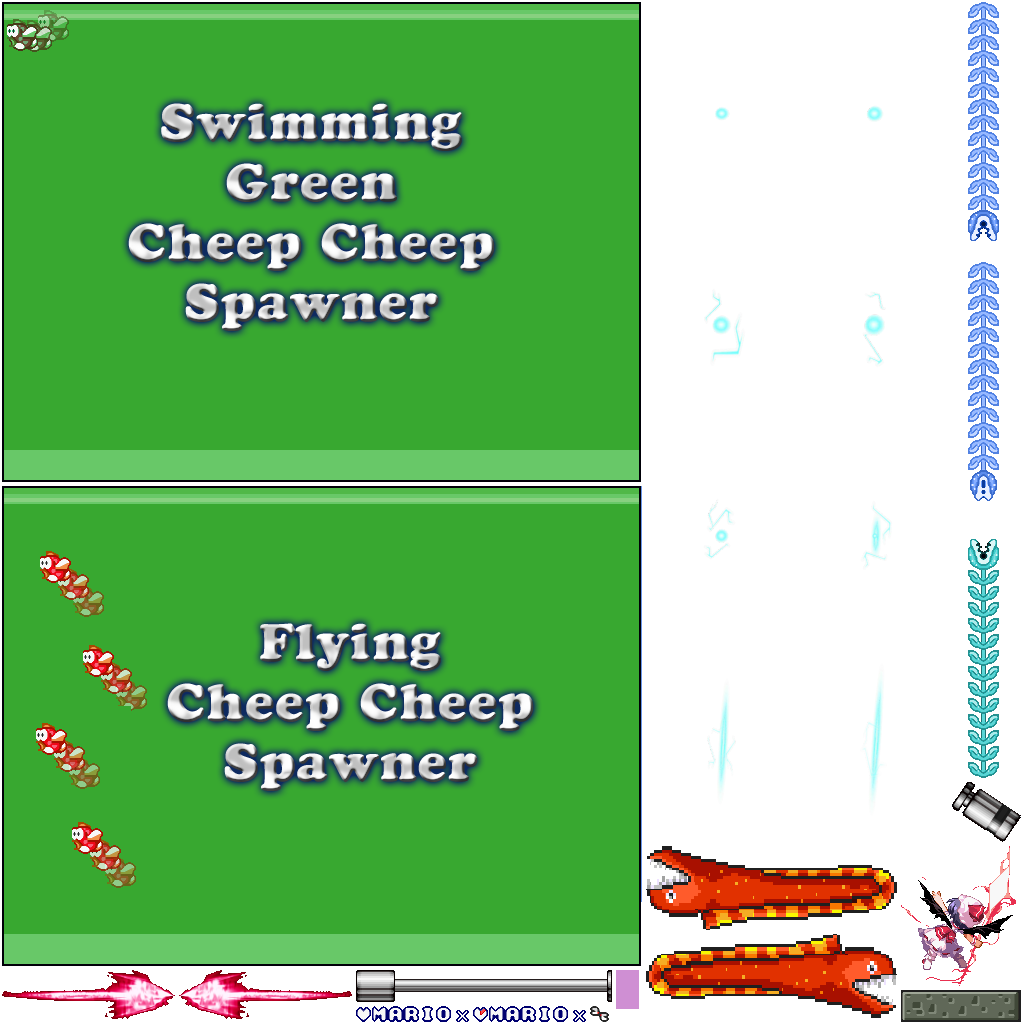 Swimming
Green
Cheep Cheep
Spawner
Flying
Cheep Cheep
Spawner
♥MARIO x ♥MARIO x